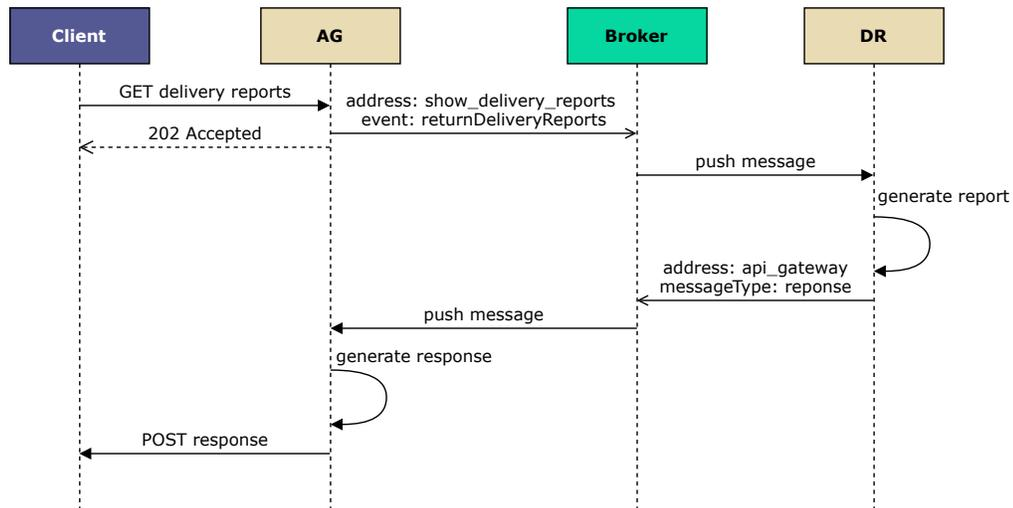 Client
AG
Broker
DR
GET delivery reports
address: show_delivery_reports
event: returnDeliveryReports
202 Accepted
push message
generate report
address: api_gateway
messageType: reponse
push message
generate response
POST response